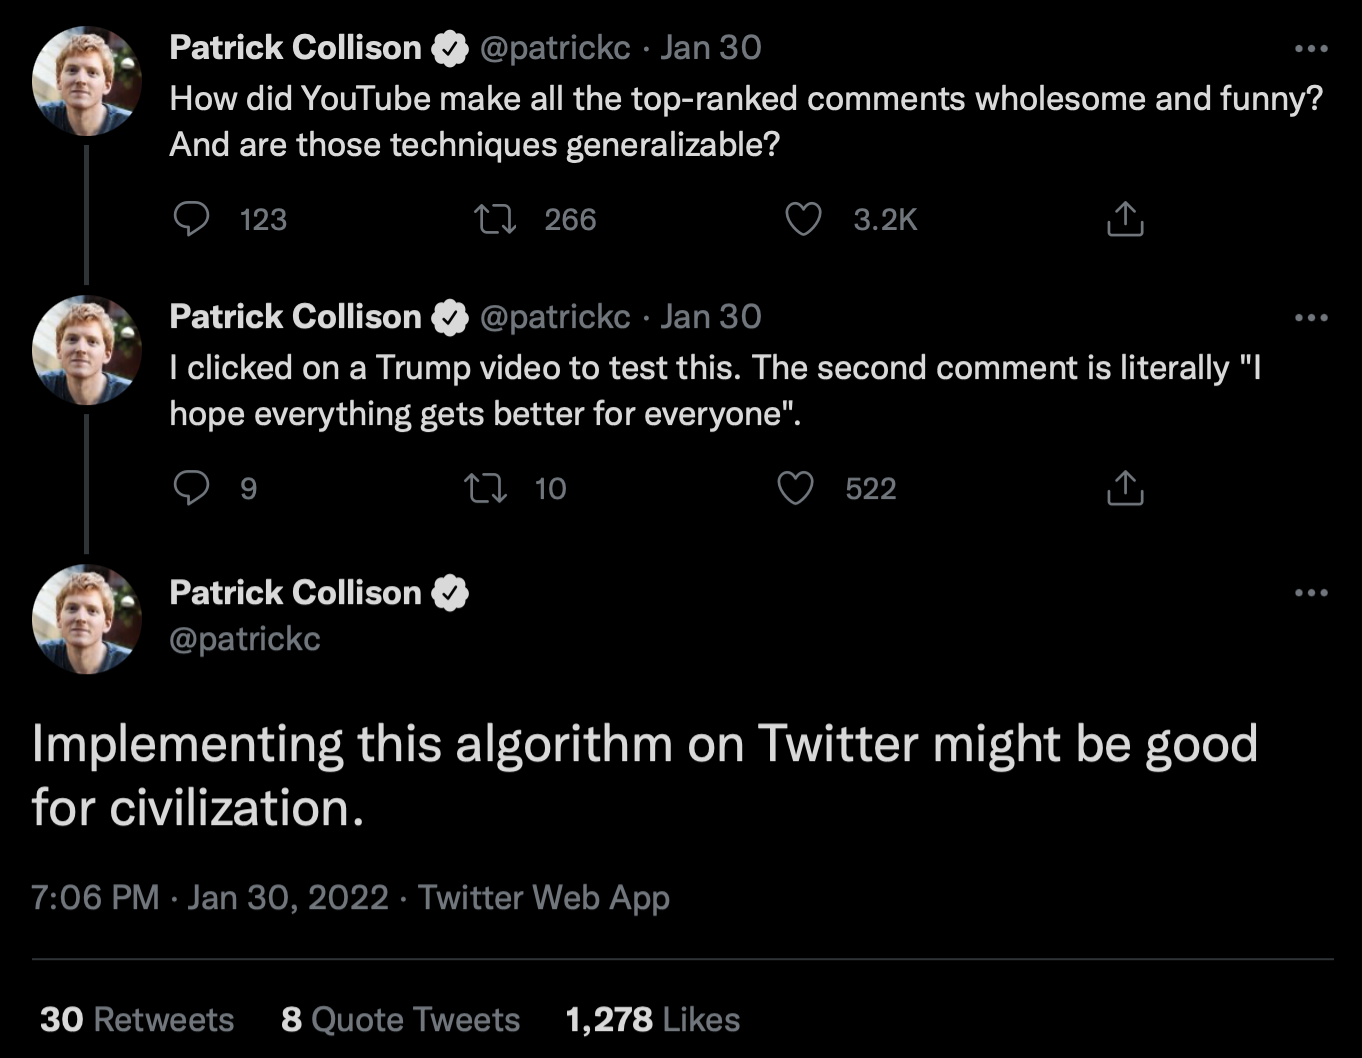 Patrick Collison @patrickc · Jan 30
How did YouTube make all the top-ranked comments wholesome and funny?
And are those techniques generalizable?
123 266 3.2K
Patrick Collison @patrickc · Jan 30
I clicked on a Trump video to test this. The second comment is literally "I
hope everything gets better for everyone".
9 10 522
Patrick Collison
@patrickc
Implementing this algorithm on Twitter might be good
for civilization.
7:06 PM · Jan 30, 2022 · Twitter Web App
30 Retweets 8 Quote Tweets 1,278 Likes